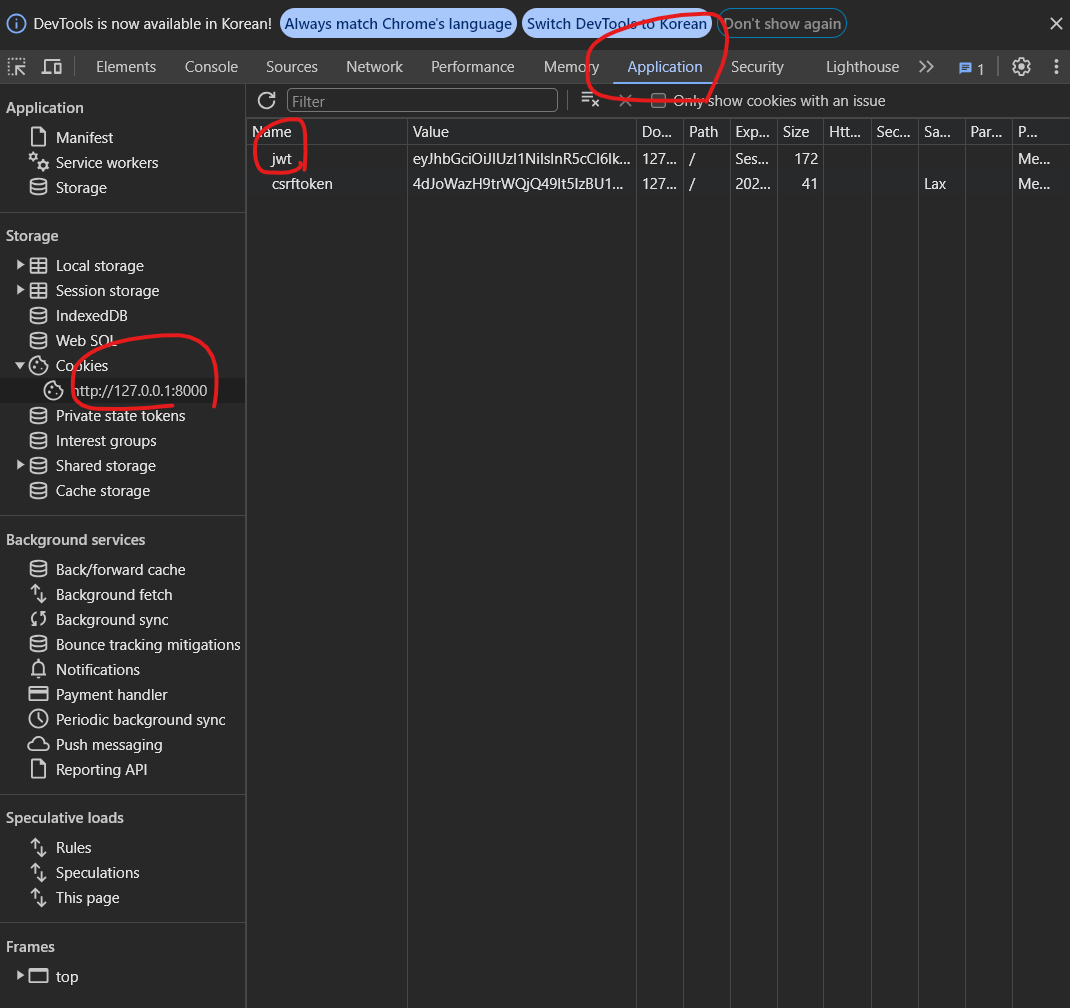 DevTools is now available in Korean! Always match Chrome's language Switch DevTools to Korean Don't show again
Elements Console Sources Network Performance Memory Application Security Lighthouse 1
Application
Manifest
Service workers
Storage
Storage
Local storage
Session storage
IndexedDB
Web SQL
Cookies
http://127.0.0.1:8000
Private state tokens
Interest groups
Shared storage
Cache storage
Background services
Back/forward cache
Background fetch
Background sync
Bounce tracking mitigations
Notifications
Payment handler
Periodic background sync
Push messaging
Reporting API
Speculative loads
Rules
Speculations
This page
Frames
top
Filter Only show cookies with an issue
Name Value Do... Path Exp... Size Htt... Sec... Sa... Par... P...
jwt eyJhbGciOiJIUzI1NiIsInR5cCI6Ik... 127... / Ses... 172 Me...
csrftoken 4dJoWazH9trWQjQ49lt5IzBU1... 127... / 202... 41 Lax Me...